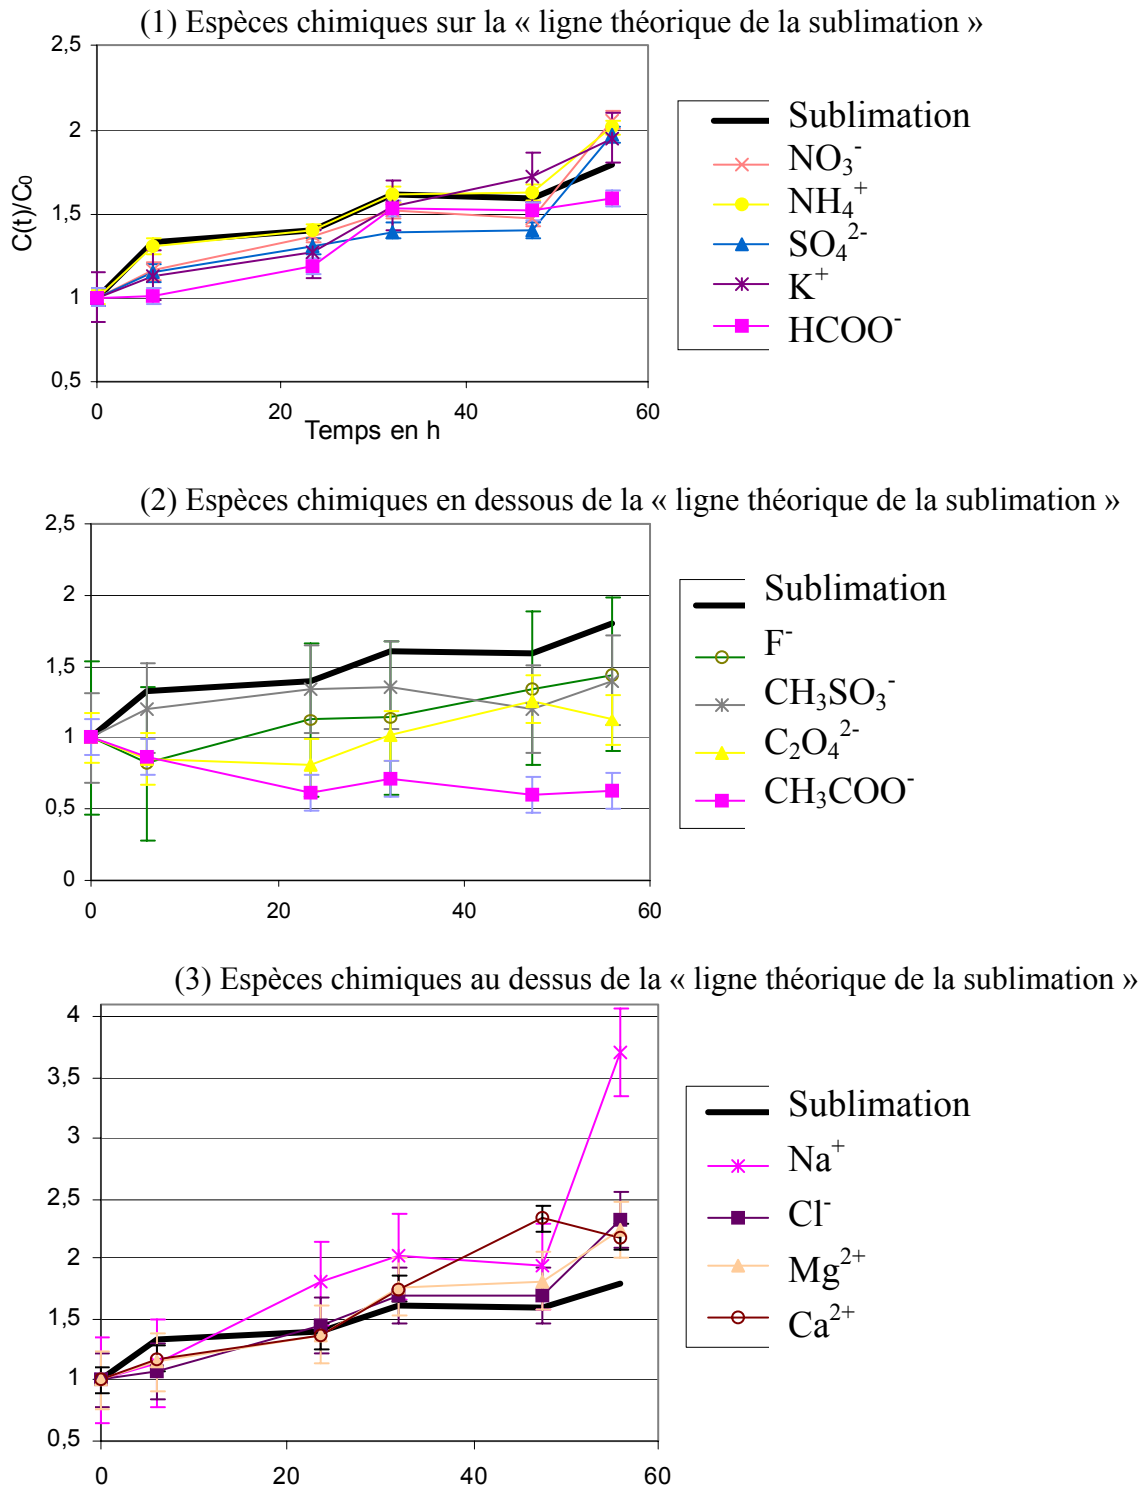 (1) Espèces chimiques sur la « ligne théorique de la sublimation »
2,5
2
1,5
1
0,5
C(t)/C₀
0 20 40 60
Temps en h
Sublimation
NO₃⁻
NH₄⁺
SO₄²⁻
K⁺
HCOO⁻
(2) Espèces chimiques en dessous de la « ligne théorique de la sublimation »
2,5
2
1,5
1
0,5
0
0 20 40 60
Sublimation
F⁻
CH₃SO₃⁻
C₂O₄²⁻
CH₃COO⁻
(3) Espèces chimiques au dessus de la « ligne théorique de la sublimation »
4
3,5
3
2,5
2
1,5
1
0,5
0 20 40 60
Sublimation
Na⁺
Cl⁻
Mg²⁺
Ca²⁺